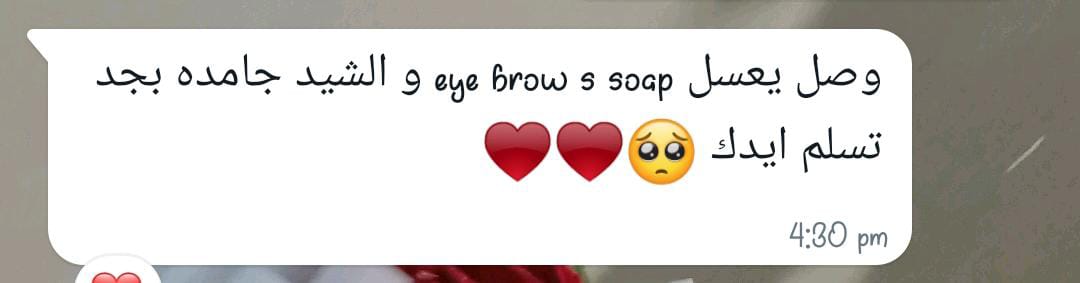 وصل يعسل eye brow s soap و الشيد جامده بجد
تسلم ايدك 🥺❤️❤️
4:30 pm